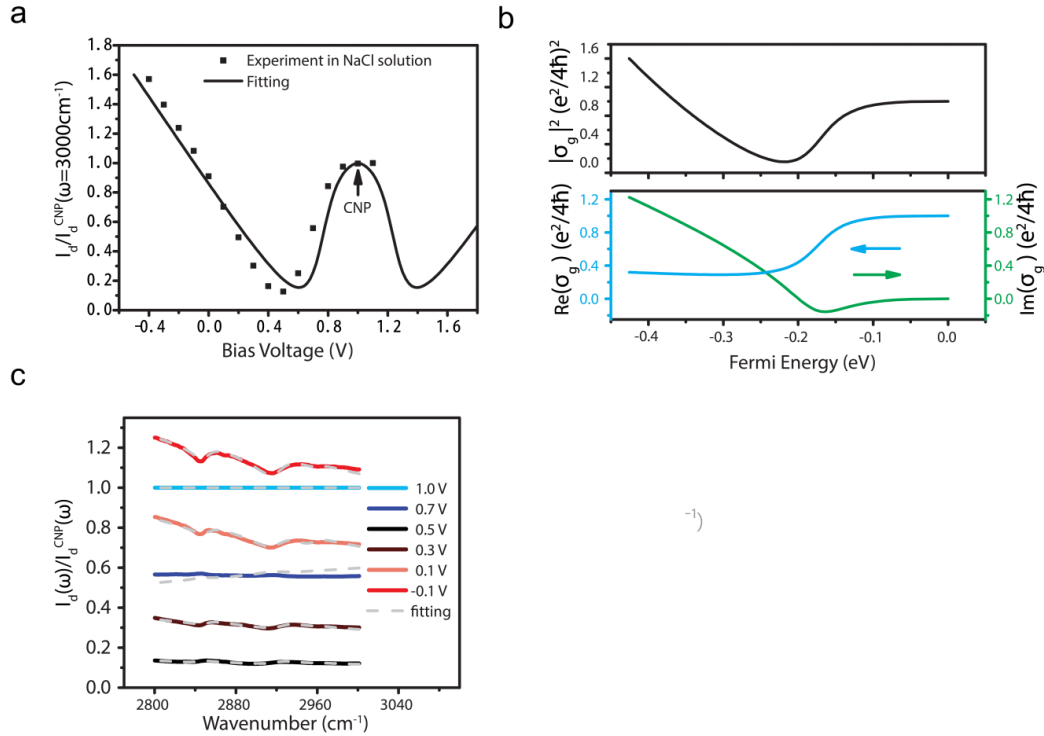 a
I_d/I_d^CNP(ω=3000cm⁻¹)
1.8
1.6
1.4
1.2
1.0
0.8
0.6
0.4
0.2
0.0
Experiment in NaCl solution
Fitting
CNP
-0.4 0.0 0.4 0.8 1.2 1.6
Bias Voltage (V)
b
|σ_g|² (e²/4ħ)²
1.6
0.8
0.0
Re(σ_g) (e²/4ħ)
1.2
0.8
0.4
0.0
1.2
0.8
0.4
0.0
Im(σ_g) (e²/4ħ)
-0.4 -0.3 -0.2 -0.1 0.0
Fermi Energy (eV)
c
I_d(ω)/I_d^CNP(ω)
1.2
1.0
0.8
0.6
0.4
0.2
0.0
1.0 V
0.7 V
0.5 V
0.3 V
0.1 V
-0.1 V
fitting
2800 2880 2960 3040
Wavenumber (cm⁻¹)
⁻¹)